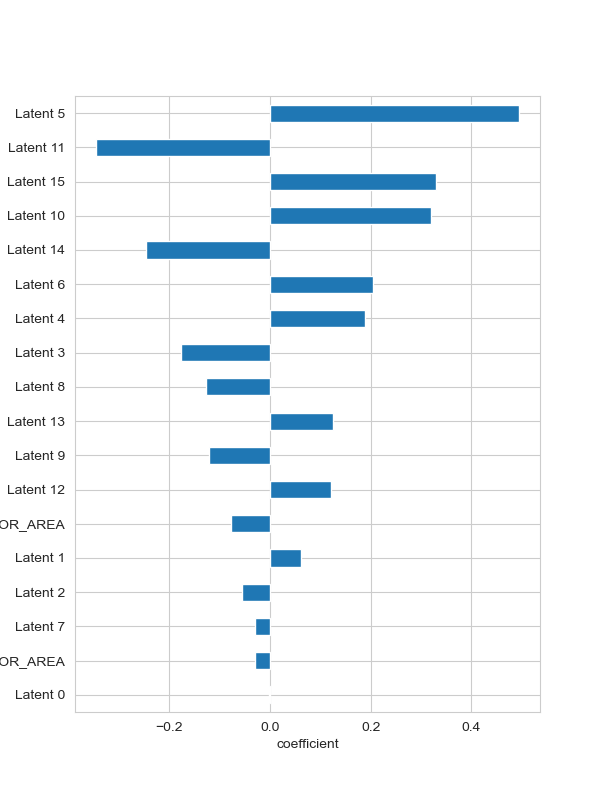 Latent 5
Latent 11
Latent 15
Latent 10
Latent 14
Latent 6
Latent 4
Latent 3
Latent 8
Latent 13
Latent 9
Latent 12
OR_AREA
Latent 1
Latent 2
Latent 7
OR_AREA
Latent 0
−0.2 0.0 0.2 0.4
coefficient